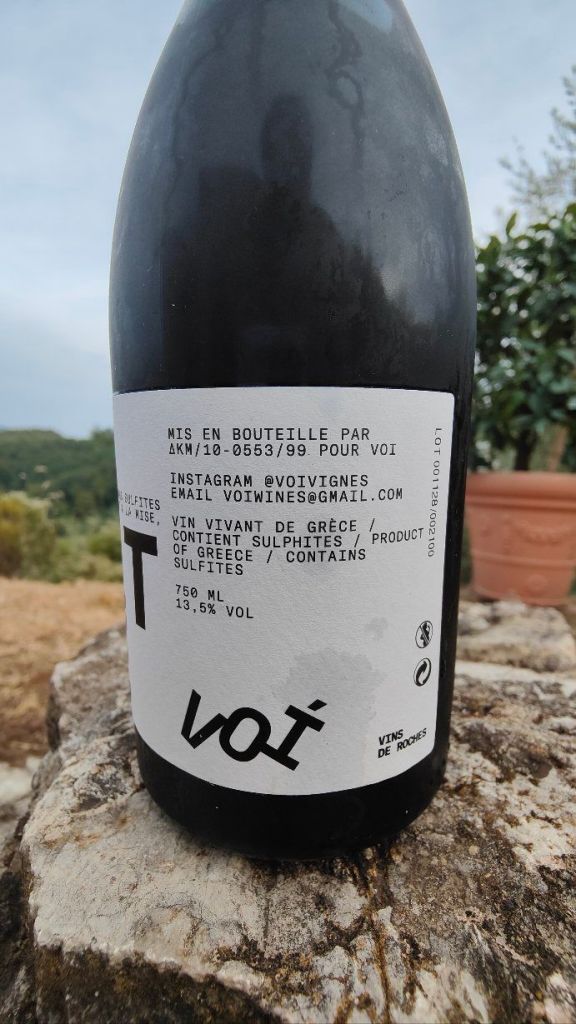 SULFITES
À LA MISE,
T
MIS EN BOUTEILLE PAR
ΔKM/10-0553/99 POUR VOI
INSTAGRAM @VOIVIGNES
EMAIL VOIWINES@GMAIL.COM
VIN VIVANT DE GRÈCE /
CONTIENT SULPHITES / PRODUCT
OF GREECE / CONTAINS
SULFITES
750 ML
13,5% VOL
LOT 001128/002100
VOÍ
VINS
DE ROCHES